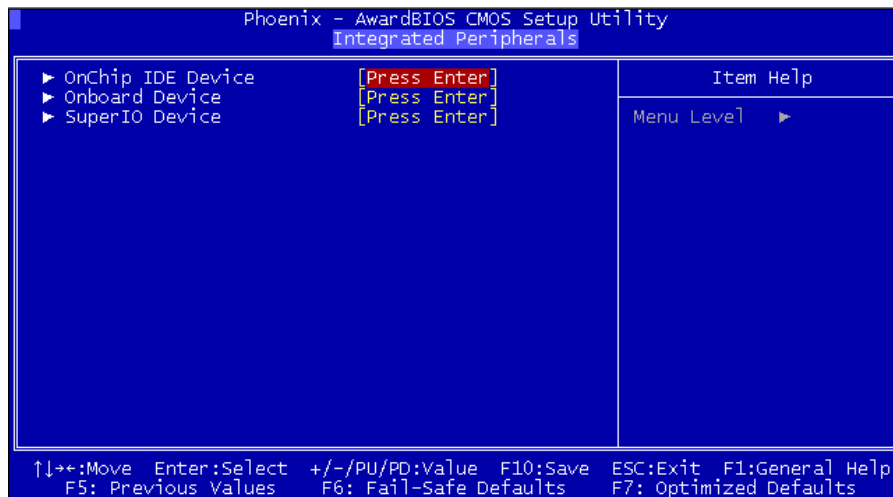 Phoenix - AwardBIOS CMOS Setup Utility
Integrated Peripherals
► OnChip IDE Device [Press Enter]
► Onboard Device [Press Enter]
► SuperIO Device [Press Enter]
Item Help
Menu Level ►
↑↓→←:Move Enter:Select +/-/PU/PD:Value F10:Save ESC:Exit F1:General Help
F5: Previous Values F6: Fail-Safe Defaults F7: Optimized Defaults